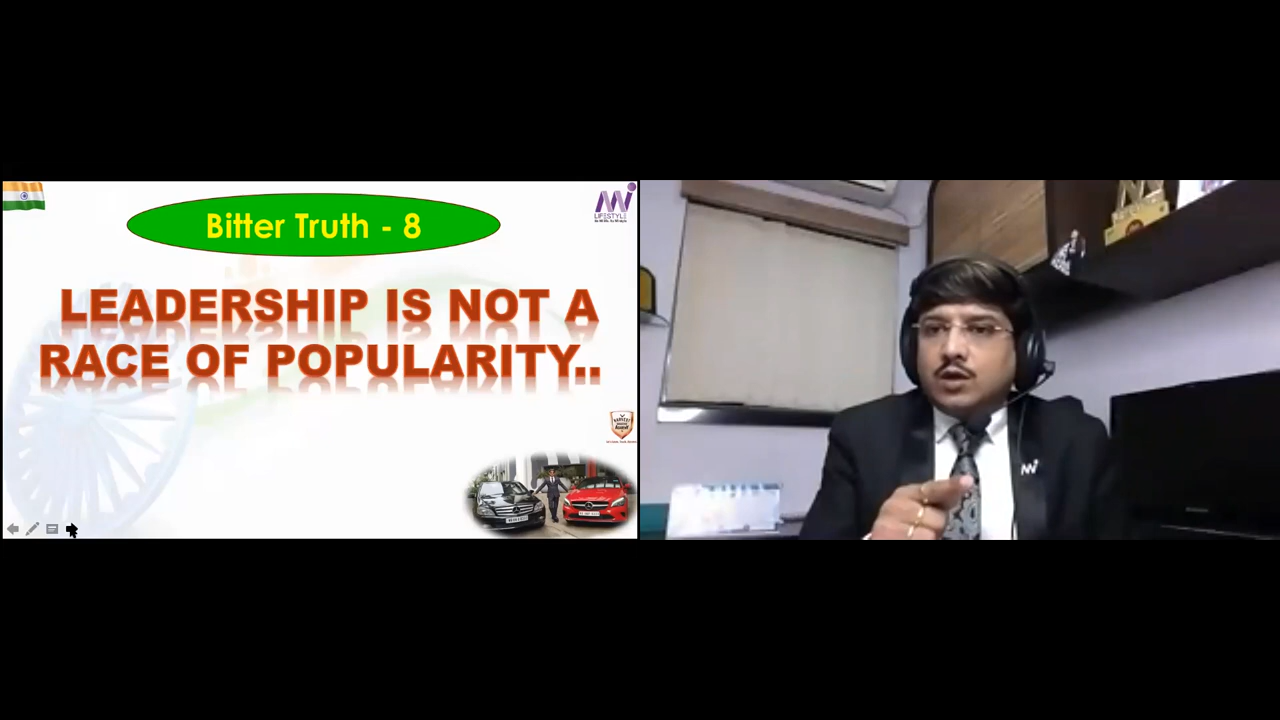 Bitter Truth - 8
LIFESTYLE
LEADERSHIP IS NOT A
RACE OF POPULARITY..